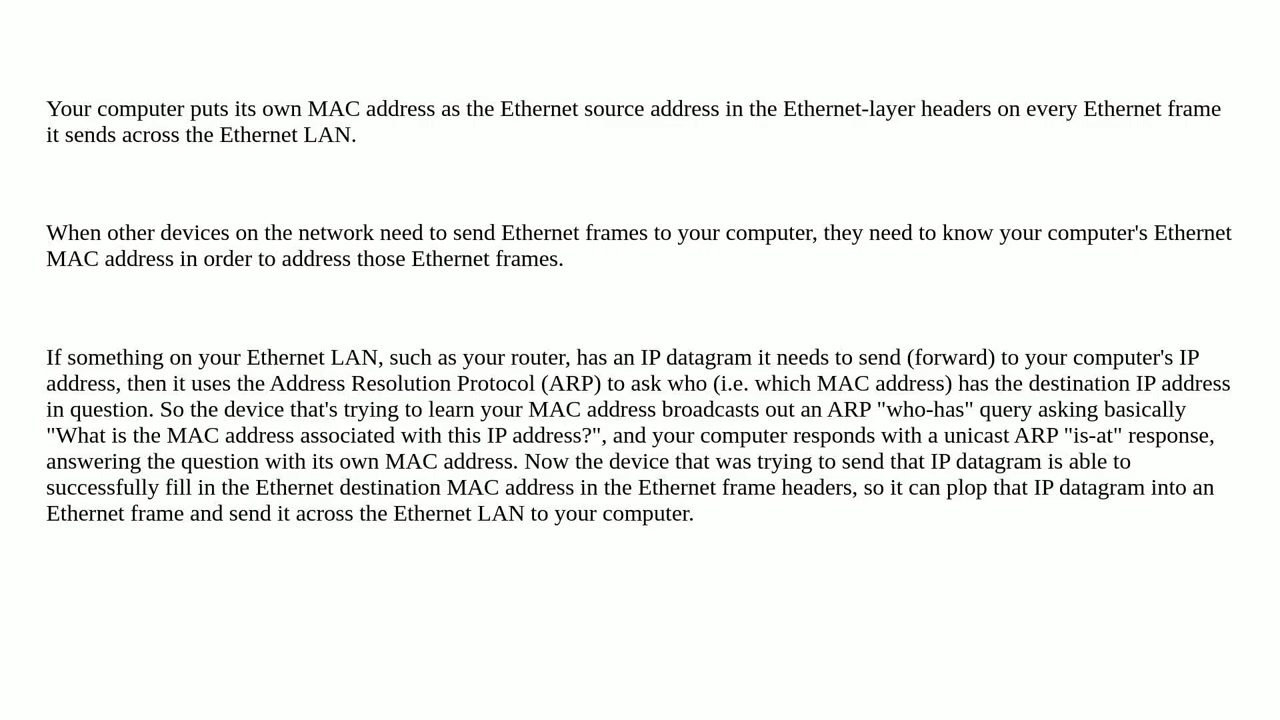 Your computer puts its own MAC address as the Ethernet source address in the Ethernet-layer headers on every Ethernet frame
it sends across the Ethernet LAN.
When other devices on the network need to send Ethernet frames to your computer, they need to know your computer's Ethernet
MAC address in order to address those Ethernet frames.
If something on your Ethernet LAN, such as your router, has an IP datagram it needs to send (forward) to your computer's IP
address, then it uses the Address Resolution Protocol (ARP) to ask who (i.e. which MAC address) has the destination IP address
in question. So the device that's trying to learn your MAC address broadcasts out an ARP "who-has" query asking basically
"What is the MAC address associated with this IP address?", and your computer responds with a unicast ARP "is-at" response,
answering the question with its own MAC address. Now the device that was trying to send that IP datagram is able to
successfully fill in the Ethernet destination MAC address in the Ethernet frame headers, so it can plop that IP datagram into an
Ethernet frame and send it across the Ethernet LAN to your computer.